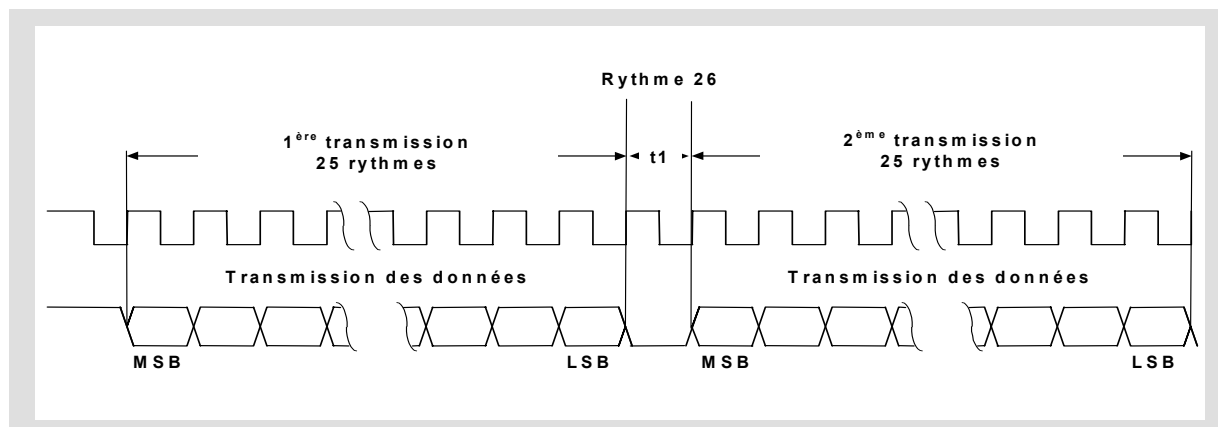 Rythme 26
1ère transmission
25 rythmes
t1
2ème transmission
25 rythmes
Transmission des données
Transmission des données
MSB
LSB
MSB
LSB